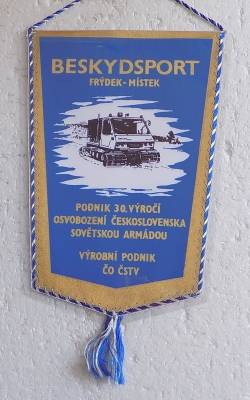 BESKYDSPORT
FRÝDEK-MÍSTEK
PODNIK 30. VÝROČÍ
OSVOBOZENÍ ČESKOSLOVENSKA
SOVĚTSKOU ARMÁDOU
VÝROBNÍ PODNIK
ČO ČSTV